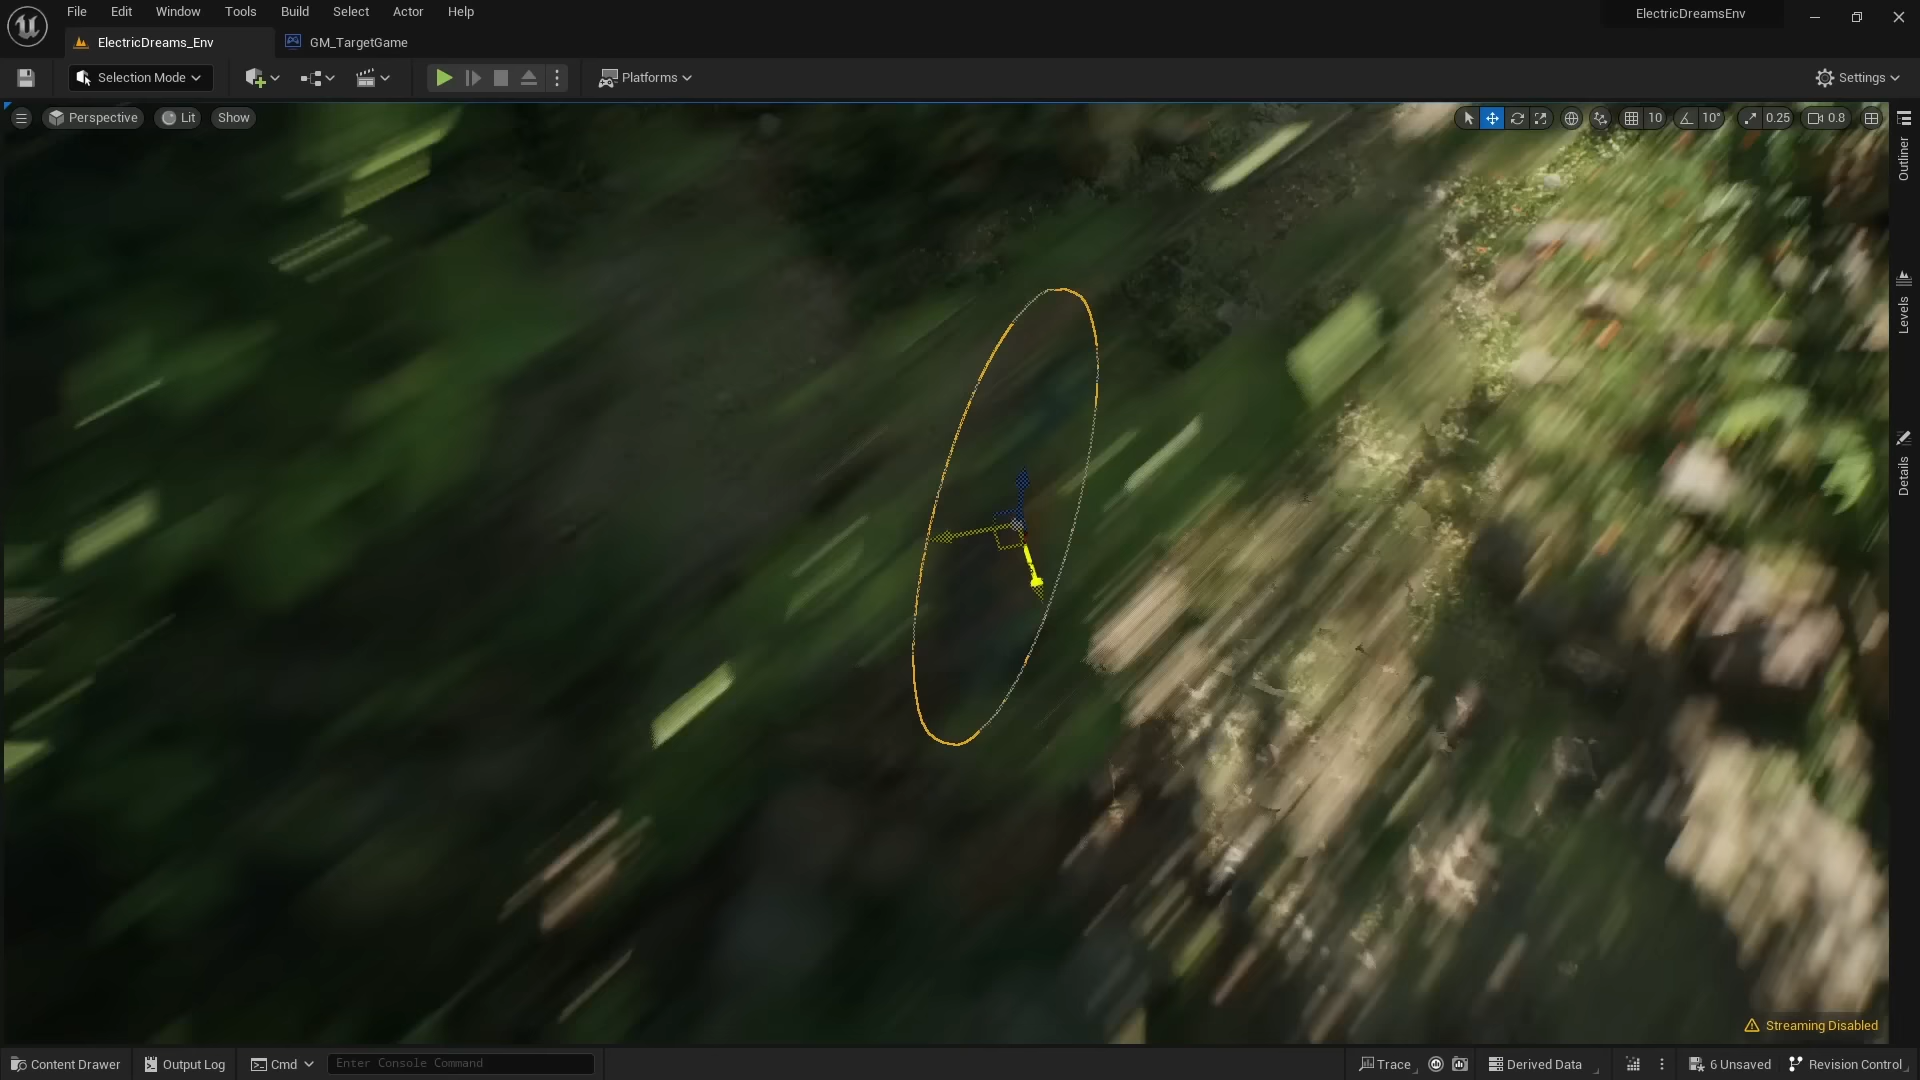 File Edit Window Tools Build Select Actor Help
ElectricDreamsEnv
ElectricDreams_Env
GM_TargetGame
Selection Mode
Platforms
Settings
Perspective
Lit
Show
10
10°
0.25
0.8
Outliner
Levels
Details
Streaming Disabled
Content Drawer
Output Log
Cmd
Enter Console Command
Trace
Derived Data
6 Unsaved
Revision Control